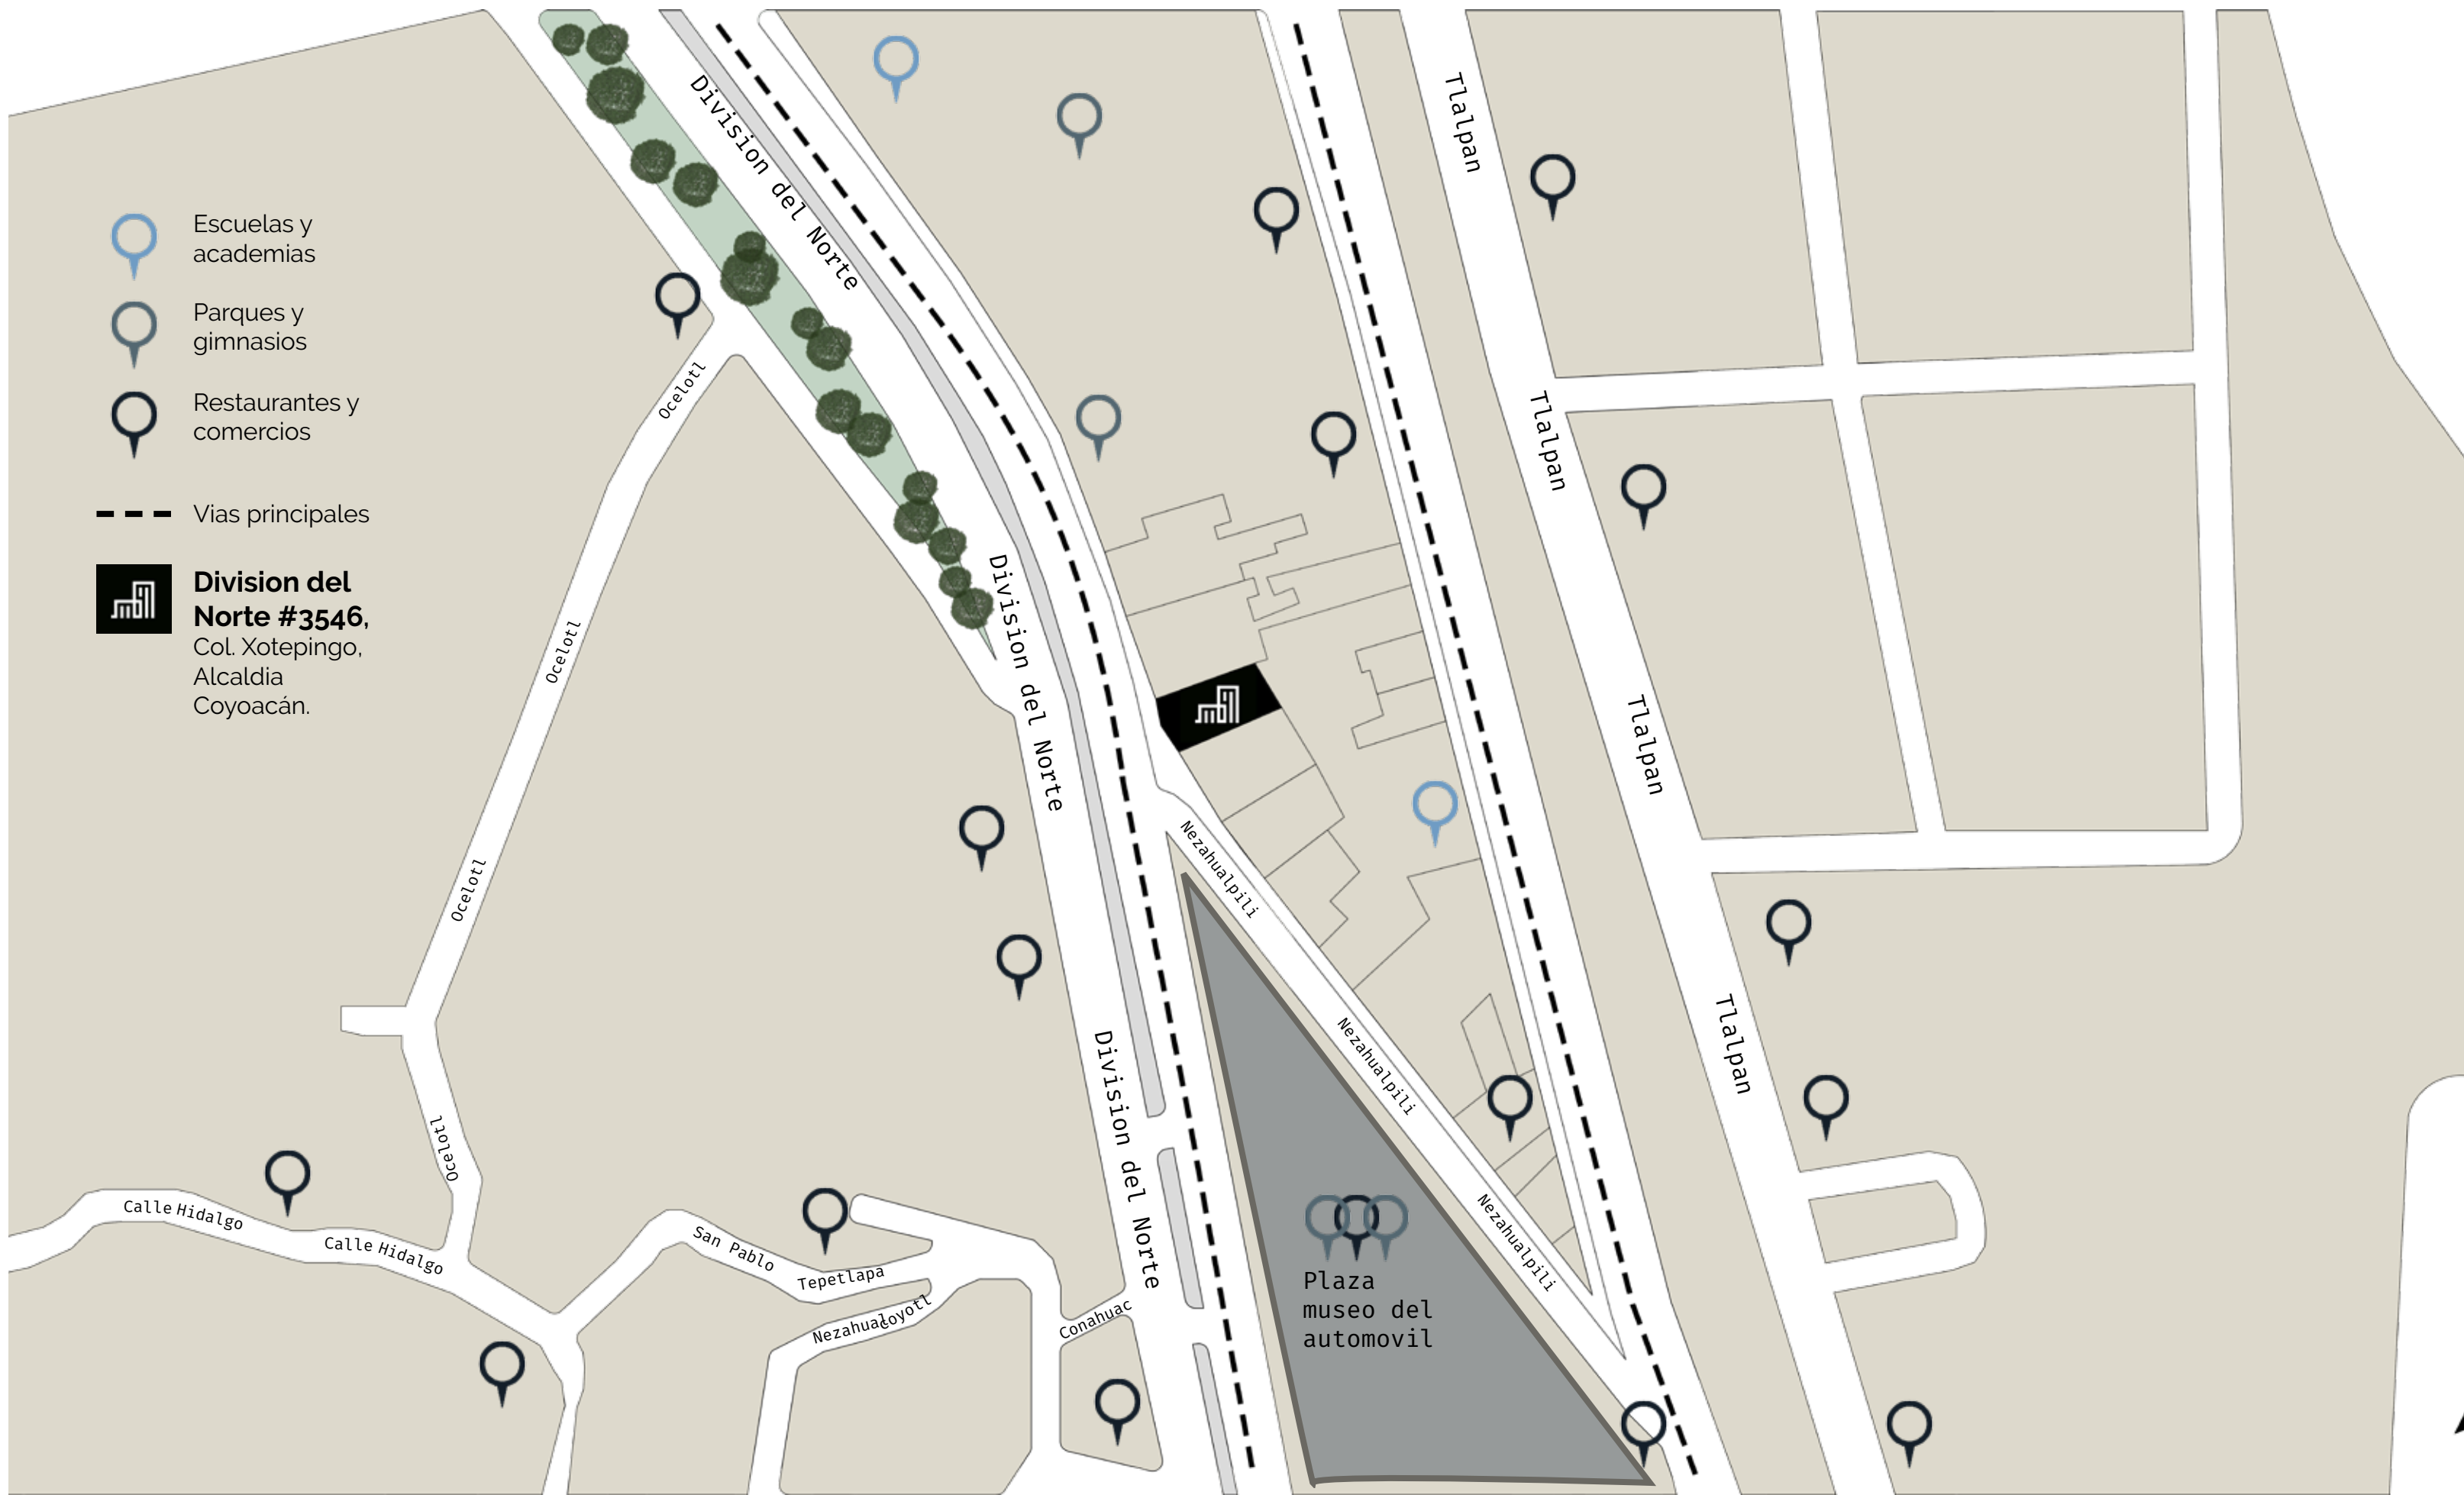 Escuelas y
academias
Parques y
gimnasios
Restaurantes y
comercios
Vias principales
Division del
Norte #3546,
Col. Xotepingo,
Alcaldia
Coyoacán.
Division del Norte
Division del Norte
Division del Norte
Tlalpan
Tlalpan
Tlalpan
Tlalpan
Ocelotl
Ocelotl
Ocelotl
Ocelotl
Nezahualpili
Nezahualpili
Nezahualpili
Calle Hidalgo
Calle Hidalgo
San Pablo
Tepetlapa
Nezahualcoyotl
Conahuac
Plaza
museo del
automovil